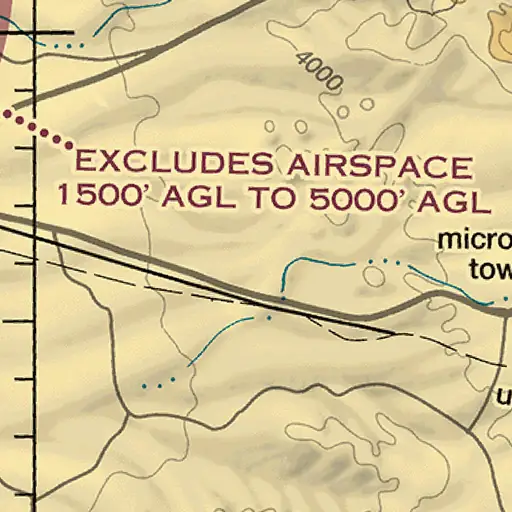 4000
EXCLUDES AIRSPACE
1500' AGL TO 5000' AGL
micro
tow
u